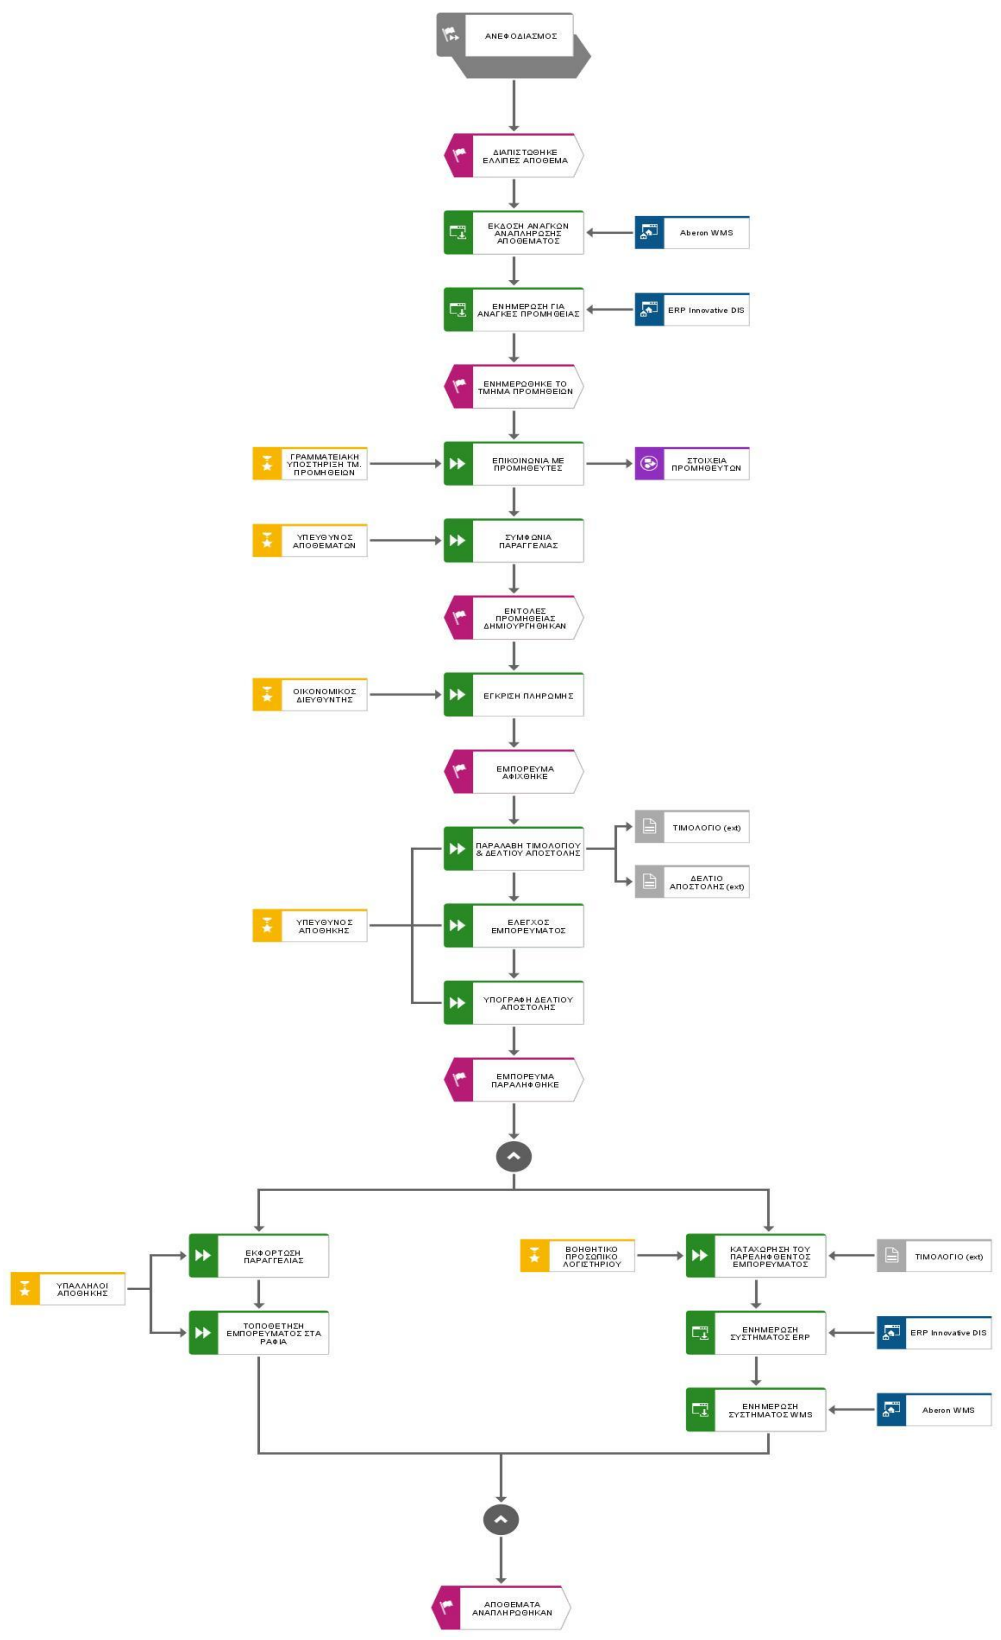 ΑΝΕΦΟΔΙΑΣΜΟΣ
ΔΙΑΠΙΣΤΩΘΗΚΕ
ΕΛΛΙΠΕΣ ΑΠΟΘΕΜΑ
ΕΚΔΟΣΗ ΑΝΑΓΚΩΝ
ΑΝΑΠΛΗΡΩΣΗΣ
ΑΠΟΘΕΜΑΤΟΣ
Aberon WMS
ΕΝΗΜΕΡΩΣΗ ΓΙΑ
ΑΝΑΓΚΕΣ ΠΡΟΜΗΘΕΙΑΣ
ERP Innovative DIS
ΕΝΗΜΕΡΩΘΗΚΕ ΤΟ
ΤΜΗΜΑ ΠΡΟΜΗΘΕΙΩΝ
ΓΡΑΜΜΑΤΕΙΑΚΗ
ΥΠΟΣΤΗΡΙΞΗ ΤΜ.
ΠΡΟΜΗΘΕΙΩΝ
ΕΠΙΚΟΙΝΩΝΙΑ ΜΕ
ΠΡΟΜΗΘΕΥΤΕΣ
ΣΤΟΙΧΕΙΑ
ΠΡΟΜΗΘΕΥΤΩΝ
ΥΠΕΥΘΥΝΟΣ
ΑΠΟΘΕΜΑΤΩΝ
ΣΥΜΦΩΝΙΑ
ΠΑΡΑΓΓΕΛΙΑΣ
ΕΝΤΟΛΕΣ
ΠΡΟΜΗΘΕΙΑΣ
ΔΗΜΙΟΥΡΓΗΘΗΚΑΝ
ΟΙΚΟΝΟΜΙΚΟΣ
ΔΙΕΥΘΥΝΤΗΣ
ΕΓΚΡΙΣΗ ΠΛΗΡΩΜΗΣ
ΕΜΠΟΡΕΥΜΑ
ΑΦΙΧΘΗΚΕ
ΠΑΡΑΛΑΒΗ ΤΙΜΟΛΟΓΙΟΥ
& ΔΕΛΤΙΟΥ ΑΠΟΣΤΟΛΗΣ
ΤΙΜΟΛΟΓΙΟ (ext)
ΔΕΛΤΙΟ
ΑΠΟΣΤΟΛΗΣ (ext)
ΥΠΕΥΘΥΝΟΣ
ΑΠΟΘΗΚΗΣ
ΕΛΕΓΧΟΣ
ΕΜΠΟΡΕΥΜΑΤΟΣ
ΥΠΟΓΡΑΦΗ ΔΕΛΤΙΟΥ
ΑΠΟΣΤΟΛΗΣ
ΕΜΠΟΡΕΥΜΑ
ΠΑΡΑΛΗΦΘΗΚΕ
ΥΠΑΛΛΗΛΟΙ
ΑΠΟΘΗΚΗΣ
ΕΚΦΟΡΤΩΣΗ
ΠΑΡΑΓΓΕΛΙΑΣ
ΤΟΠΟΘΕΤΗΣΗ
ΕΜΠΟΡΕΥΜΑΤΟΣ ΣΤΑ
ΡΑΦΙΑ
ΒΟΗΘΗΤΙΚΟ
ΠΡΟΣΩΠΙΚΟ
ΛΟΓΙΣΤΗΡΙΟΥ
ΚΑΤΑΧΩΡΗΣΗ ΤΟΥ
ΠΑΡΕΛΗΦΘΕΝΤΟΣ
ΕΜΠΟΡΕΥΜΑΤΟΣ
ΤΙΜΟΛΟΓΙΟ (ext)
ΕΝΗΜΕΡΩΣΗ
ΣΥΣΤΗΜΑΤΟΣ ERP
ERP Innovative DIS
ΕΝΗΜΕΡΩΣΗ
ΣΥΣΤΗΜΑΤΟΣ WMS
Aberon WMS
ΑΠΟΘΕΜΑΤΑ
ΑΝΑΠΛΗΡΩΘΗΚΑΝ